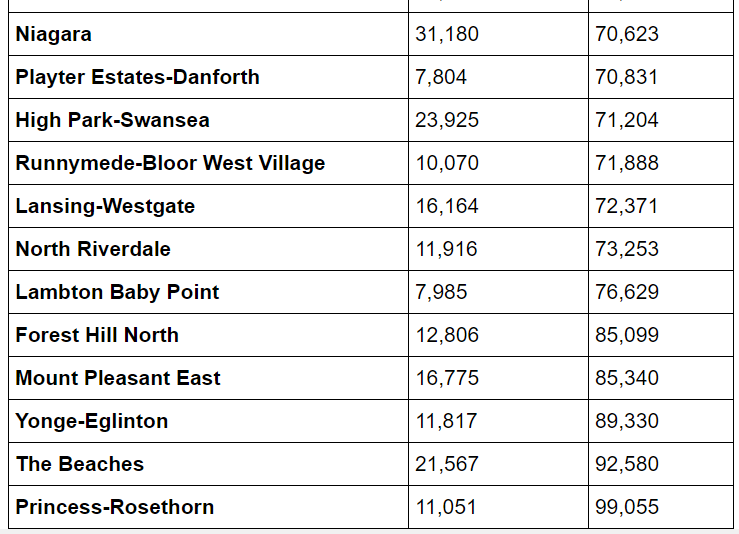 Niagara 31,180 70,623
Playter Estates-Danforth 7,804 70,831
High Park-Swansea 23,925 71,204
Runnymede-Bloor West Village 10,070 71,888
Lansing-Westgate 16,164 72,371
North Riverdale 11,916 73,253
Lambton Baby Point 7,985 76,629
Forest Hill North 12,806 85,099
Mount Pleasant East 16,775 85,340
Yonge-Eglinton 11,817 89,330
The Beaches 21,567 92,580
Princess-Rosethorn 11,051 99,055